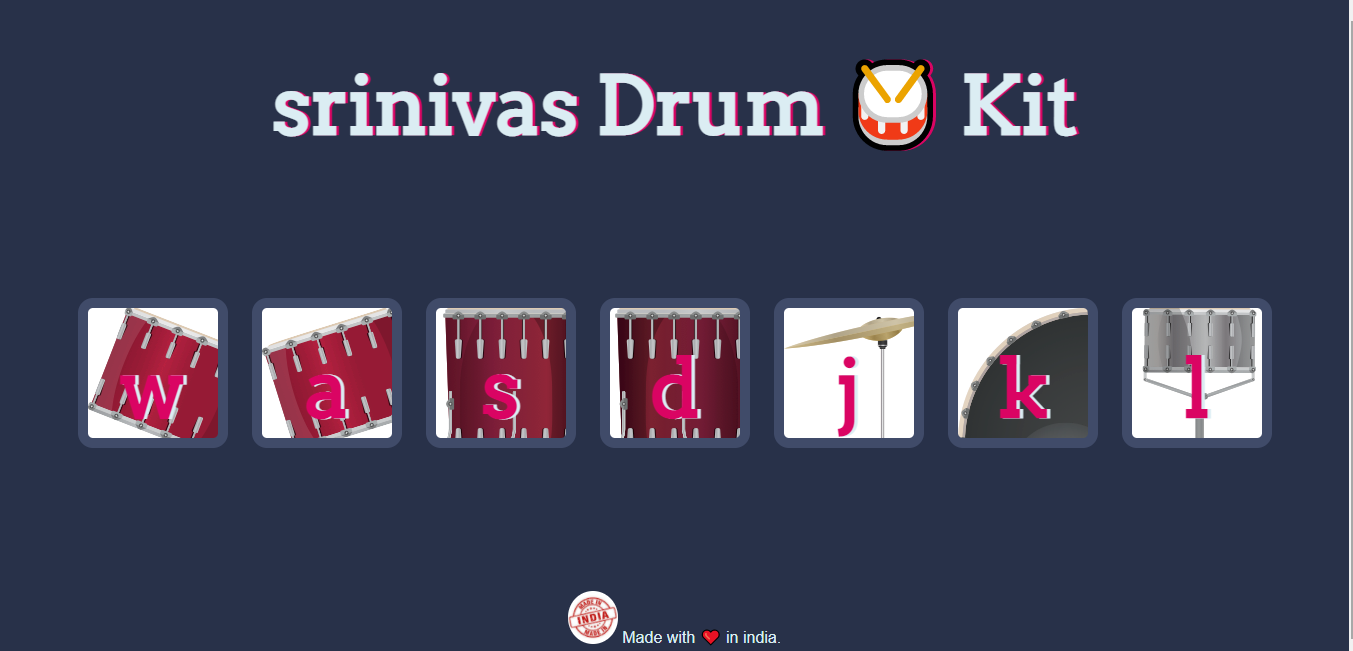 srinivas Drum 🥁 Kit
w a s d j k l
MADE IN
INDIA
MADE IN
Made with ❤️ in india.